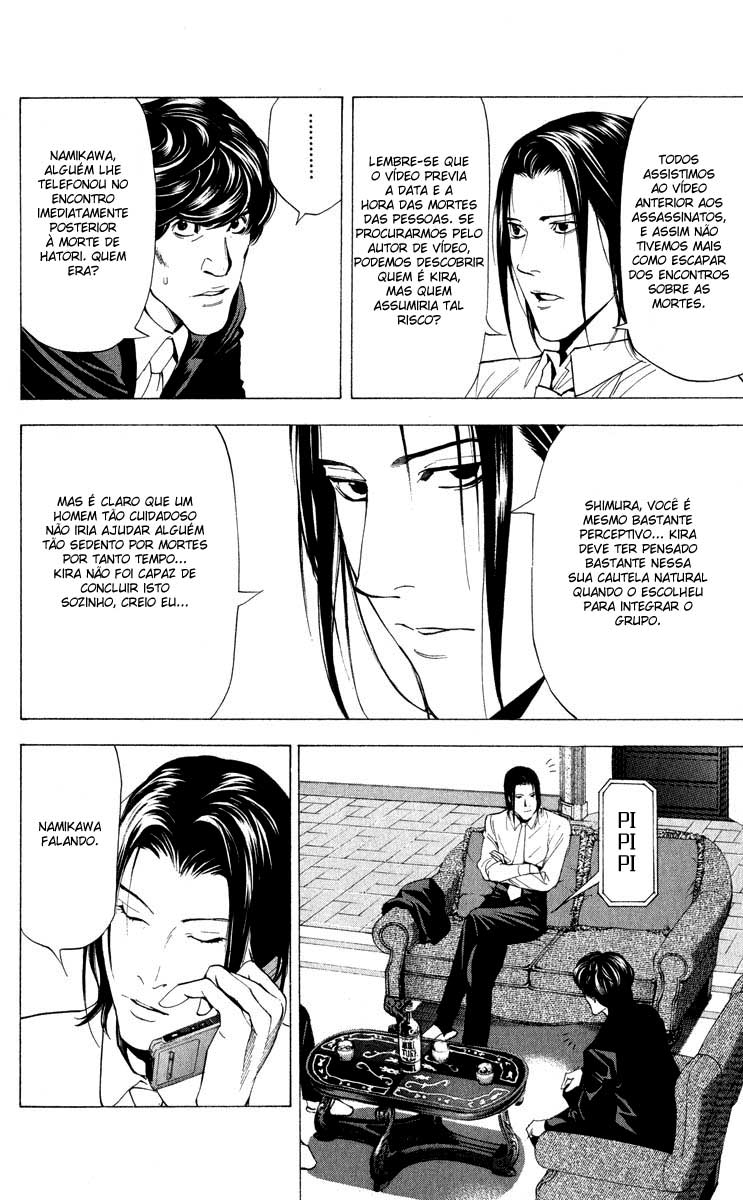 TODOS
ASSISTIMOS
AO VÍDEO
ANTERIOR AOS
ASSASSINATOS,
E ASSIM NÃO
TIVEMOS MAIS
COMO ESCAPAR
DOS ENCONTROS
SOBRE AS
MORTES.
LEMBRE-SE QUE
O VÍDEO PREVIA
A DATA E A
HORA DAS MORTES
DAS PESSOAS. SE
PROCURARMOS PELO
AUTOR DE VÍDEO,
PODEMOS DESCOBRIR
QUEM É KIRA,
MAS QUEM
ASSUMIRIA TAL
RISCO?
..........
NAMIKAWA,
ALGUÉM LHE
TELEFONOU NO
ENCONTRO
IMEDIATAMENTE
POSTERIOR
À MORTE DE
HATORI. QUEM
ERA?
SHIMURA, VOCÊ É
MESMO BASTANTE
PERCEPTIVO... KIRA
DEVE TER PENSADO
BASTANTE NESSA
SUA CAUTELA NATURAL
QUANDO O ESCOLHEU
PARA INTEGRAR O
GRUPO.
MAS É CLARO QUE UM
HOMEM TÃO CUIDADOSO
NÃO IRIA AJUDAR ALGUÉM
TÃO SEDENTO POR MORTES
POR TANTO TEMPO...
KIRA NÃO FOI CAPAZ DE
CONCLUIR ISTO
SOZINHO, CREIO EU...
PI
PI
PI
NAMIKAWA
FALANDO.